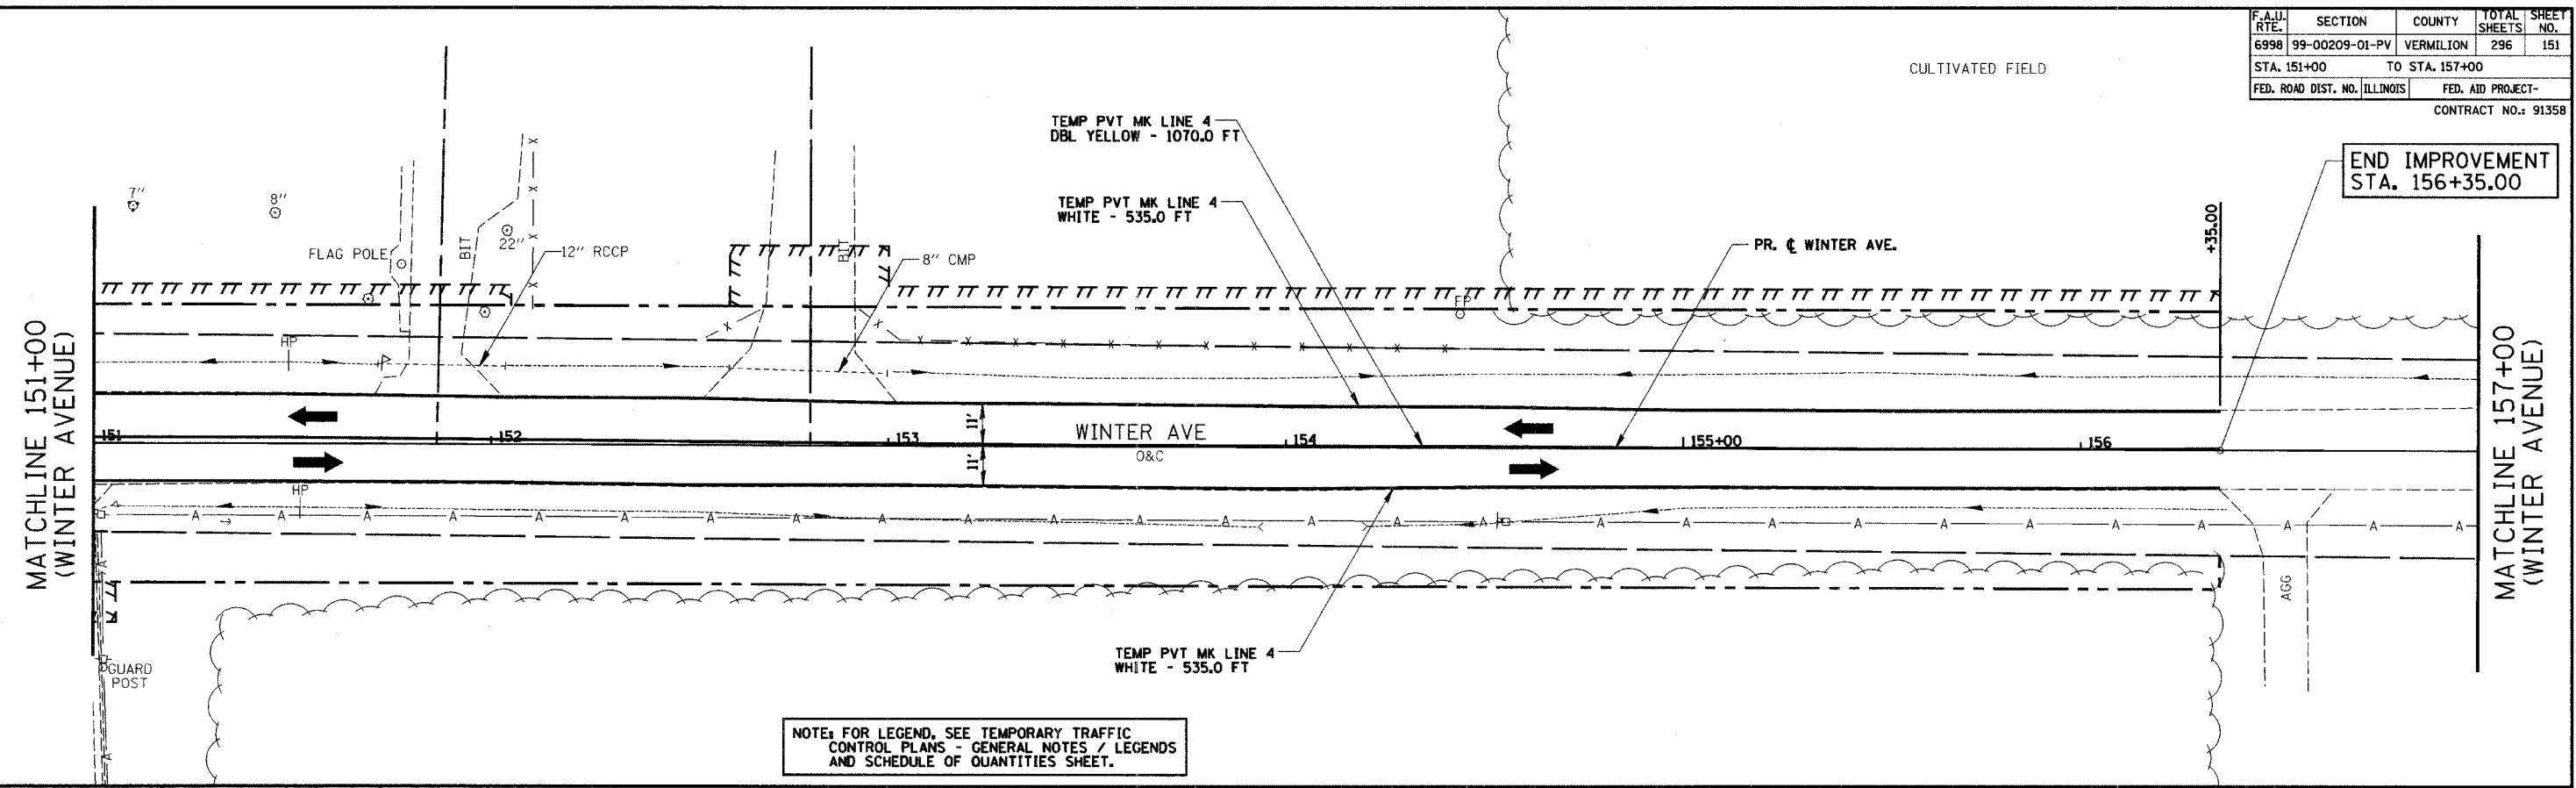 F.A.U. RTE. SECTION COUNTY TOTAL SHEETS SHEET NO.
6998 99-00209-01-PV VERMILION 296 151
STA. 151+00 TO STA. 157+00
FED. ROAD DIST. NO. ILLINOIS FED. AID PROJECT-
CONTRACT NO.: 91358
CULTIVATED FIELD
END IMPROVEMENT
STA. 156+35.00
TEMP PVT MK LINE 4
DBL YELLOW - 1070.0 FT
TEMP PVT MK LINE 4
WHITE - 535.0 FT
PR. ℄ WINTER AVE.
+35.00
7"
8"
FLAG POLE
BIT
22"
12" RCCP
BIT
8" CMP
FP
HP
MATCHLINE 151+00
(WINTER AVENUE)
151
152
153
11'
11'
WINTER AVE
O&C
154
155+00
156
MATCHLINE 157+00
(WINTER AVENUE)
HP
A A A A A A A A A A A A A A A A A A A A A A A A A A A
A
A
AGG
GUARD
POST
TEMP PVT MK LINE 4
WHITE - 535.0 FT
NOTE: FOR LEGEND, SEE TEMPORARY TRAFFIC
CONTROL PLANS - GENERAL NOTES / LEGENDS
AND SCHEDULE OF QUANTITIES SHEET.